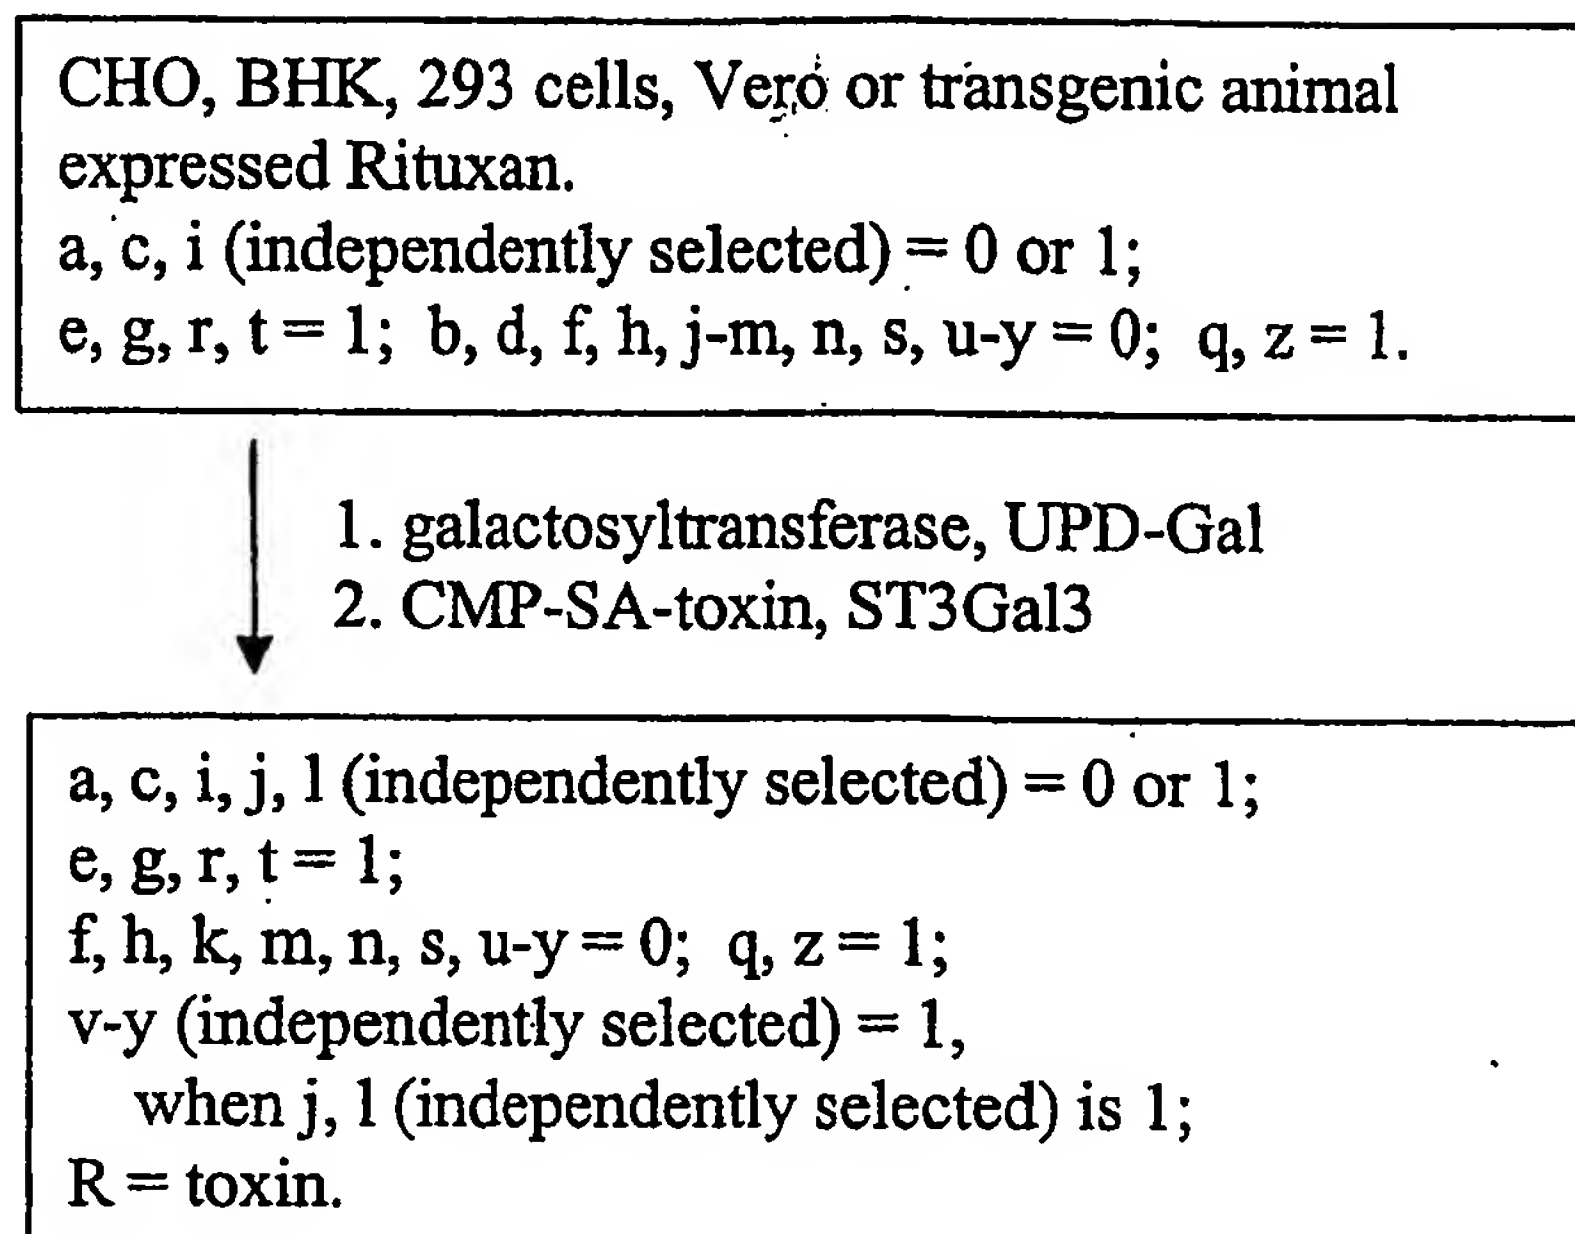 CHO, BHK, 293 cells, Vero or transgenic animal
expressed Rituxan.
a, c, i (independently selected) = 0 or 1;
e, g, r, t = 1; b, d, f, h, j-m, n, s, u-y = 0; q, z = 1.
1. galactosyltransferase, UPD-Gal
2. CMP-SA-toxin, ST3Gal3
a, c, i, j, l (independently selected) = 0 or 1;
e, g, r, t = 1;
f, h, k, m, n, s, u-y = 0; q, z = 1;
v-y (independently selected) = 1,
when j, l (independently selected) is 1;
R = toxin.